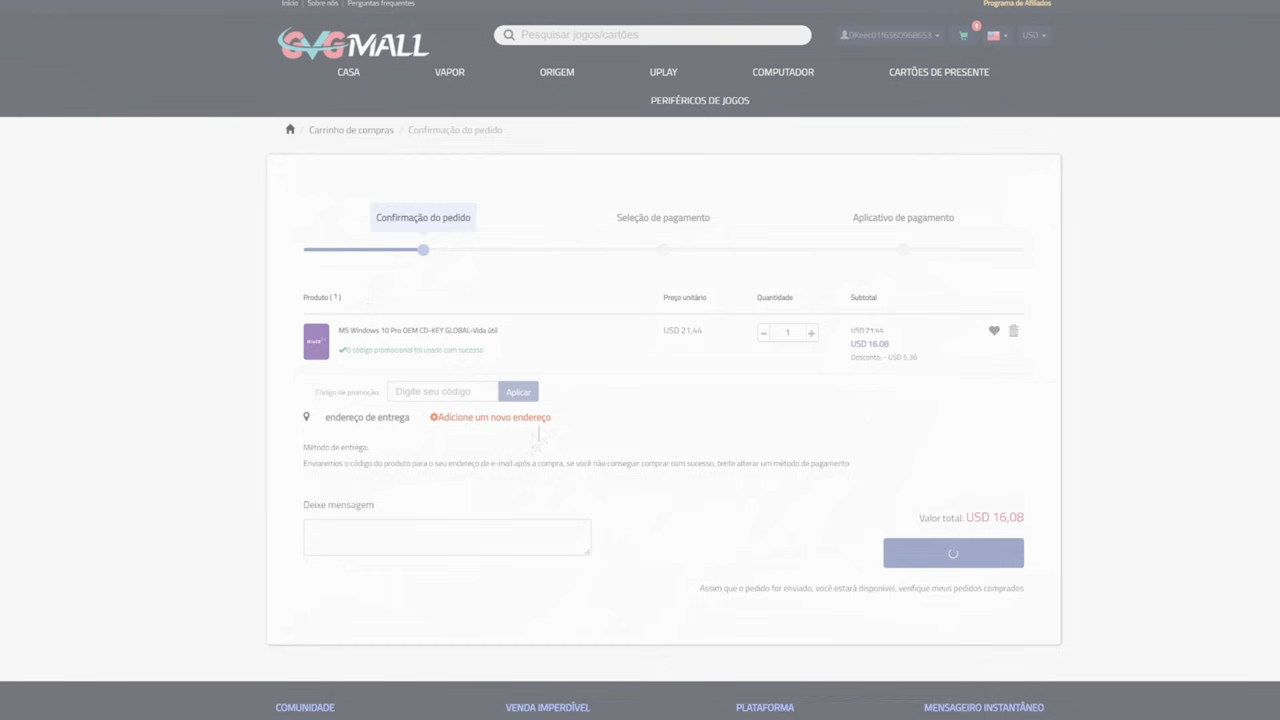 Início | Sobre nós | Perguntas frequentes
Programa de Afiliados
GVGMALL
Pesquisar jogos/cartões
1
USD
CASA VAPOR ORIGEM UPLAY COMPUTADOR CARTÕES DE PRESENTE
PERIFÉRICOS DE JOGOS
/ Carrinho de compras / Confirmação do pedido
Confirmação do pedido Seleção de pagamento Aplicativo de pagamento
Produto ( 1 ) Preço unitário Quantidade Subtotal
MS Windows 10 Pro OEM CD-KEY GLOBAL-Vida útil USD 21,44 − 1 + USD 21,44
USD 16.08
O código promocional foi usado com sucesso
Desconto: - USD 5,36
Código de promoção: Digite seu código Aplicar
endereço de entrega Adicione um novo endereço
Método de entrega:
Enviaremos o código do produto para o seu endereço de e-mail após a compra, se você não conseguir comprar com sucesso, tente alterar um método de pagamento
Deixe mensagem
Valor total: USD 16,08
Assim que o pedido for enviado, você estará disponível, verifique meus pedidos comprados
COMUNIDADE VENDA IMPERDÍVEL PLATAFORMA MENSAGEIRO INSTANTÂNEO